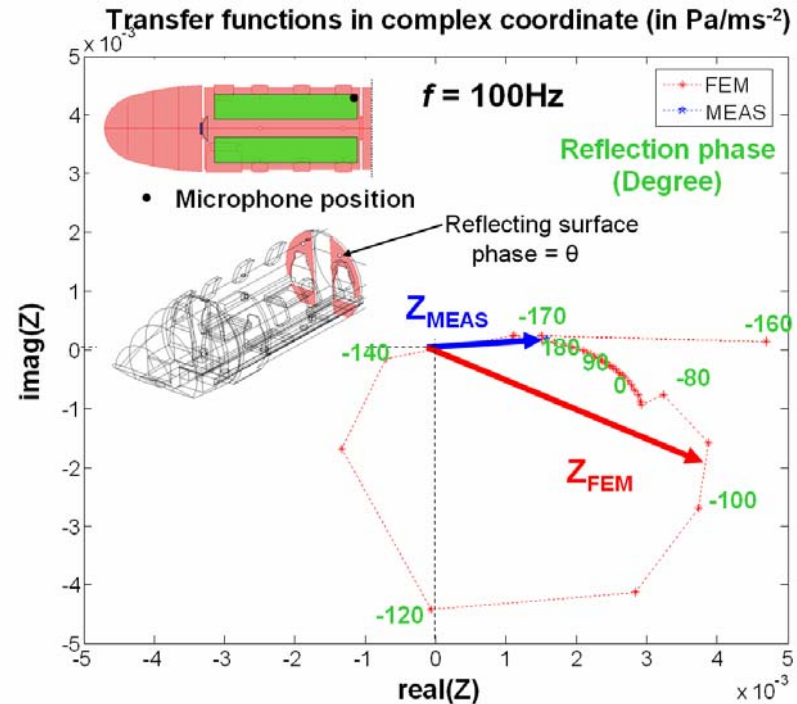 Transfer functions in complex coordinate (in Pa/ms-2)
x 10-3
5
4
3
2
1
0
-1
-2
-3
-4
-5
imag(Z)
f = 100Hz
FEM
MEAS
Reflection phase
(Degree)
Microphone position
Reflecting surface
phase = θ
ZMEAS
-170
-160
-140
180
90
0
-80
ZFEM
-100
-120
-5
-4
-3
-2
-1
0
1
2
3
4
5
real(Z)
x 10-3